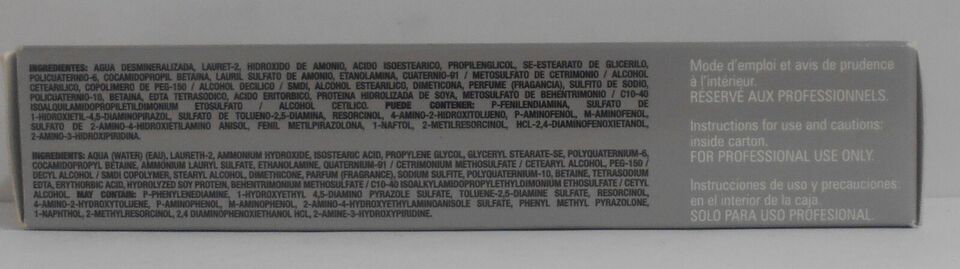 INGREDIENTES: AGUA DESMINERALIZADA, LAURET-2, HIDROXIDO DE AMONIO, ACIDO ISOESTEARICO, PROPILENGLICOL, SE-ESTEARATO DE GLICERILO,
POLICUATERNIO-6, COCAMIDOPROPIL BETAINA, LAURIL SULFATO DE AMONIO, ETANOLAMINA, CUATERNIO-91 / METOSULFATO DE CETRIMONIO / ALCOHOL
CETEARILICO, COPOLIMERO DE PEG-150 / ALCOHOL DECILICO / SMDI, ALCOHOL ESTEARILICO, DIMETICONA, PERFUME (FRAGANCIA), SULFITO DE SODIO,
POLICUATERNIO-10, BETAINA, EDTA TETRASODICO, ACIDO ERITORBICO, PROTEINA HIDROLIZADA DE SOYA, METOSULFATO DE BEHENTRIMONIO / C10-40
ISOALQUILAMIDOPROPILETILDIMONIUM ETOSULFATO / ALCOHOL CETILICO. PUEDE CONTENER: P-FENILENDIAMINA, SULFATO DE
1-HIDROXIETIL-4,5-DIAMINOPIRAZOL, SULFATO DE TOLUENO-2,5-DIAMINA, RESORCINOL, 4-AMINO-2-HIDROXITOLUENO, P-AMINOFENOL, M-AMINOFENOL,
SULFATO DE 2-AMINO-4-HIDROXIETILAMINO ANISOL, FENIL METILPIRAZOLONA, 1-NAFTOL, 2-METILRESORCINOL, HCL-2,4-DIAMINOFENOXIETANOL,
2-AMINO-3-HIDROXIPIRIDINA.
INGREDIENTS: AQUA (WATER) (EAU), LAURETH-2, AMMONIUM HYDROXIDE, ISOSTEARIC ACID, PROPYLENE GLYCOL, GLYCERYL STEARATE-SE, POLYQUATERNIUM-6,
COCAMIDOPROPYL BETAINE, AMMONIUM LAURYL SULFATE, ETHANOLAMINE, QUATERNIUM-91 / CETRIMONIUM METHOSULFATE / CETEARYL ALCOHOL, PEG-150 /
DECYL ALCOHOL / SMDI COPOLYMER, STEARYL ALCOHOL, DIMETHICONE, PARFUM (FRAGRANCE), SODIUM SULFITE, POLYQUATERNIUM-10, BETAINE, TETRASODIUM
EDTA, ERYTHORBIC ACID, HYDROLYZED SOY PROTEIN, BEHENTRIMONIUM METHOSULFATE / C10-40 ISOALKYLAMIDOPROPYLETHYLDIMONIUM ETHOSULFATE / CETYL
ALCOHOL. MAY CONTAIN: P-PHENYLENEDIAMINE, 1-HYDROXYETHYL 4,5-DIAMINO PYRAZOLE SULFATE, TOLUENE-2,5-DIAMINE SULFATE, RESORCINOL,
4-AMINO-2-HYDROXYTOLUENE, P-AMINOPHENOL, M-AMINOPHENOL, 2-AMINO-4-HYDROXYETHYLAMINOANISOLE SULFATE, PHENYL METHYL PYRAZOLONE,
1-NAPHTHOL, 2-METHYLRESORCINOL, 2,4 DIAMINOPHENOXIETHANOL HCL, 2-AMINE-3-HYDROXYPIRIDINE.
Mode d'emploi et avis de prudence
à l'intérieur.
RÉSERVÉ AUX PROFESSIONNELS.
Instructions for use and cautions:
inside carton.
FOR PROFESSIONAL USE ONLY.
Instrucciones de uso y precauciones:
en el interior de la caja.
SOLO PARA USO PROFESIONAL.